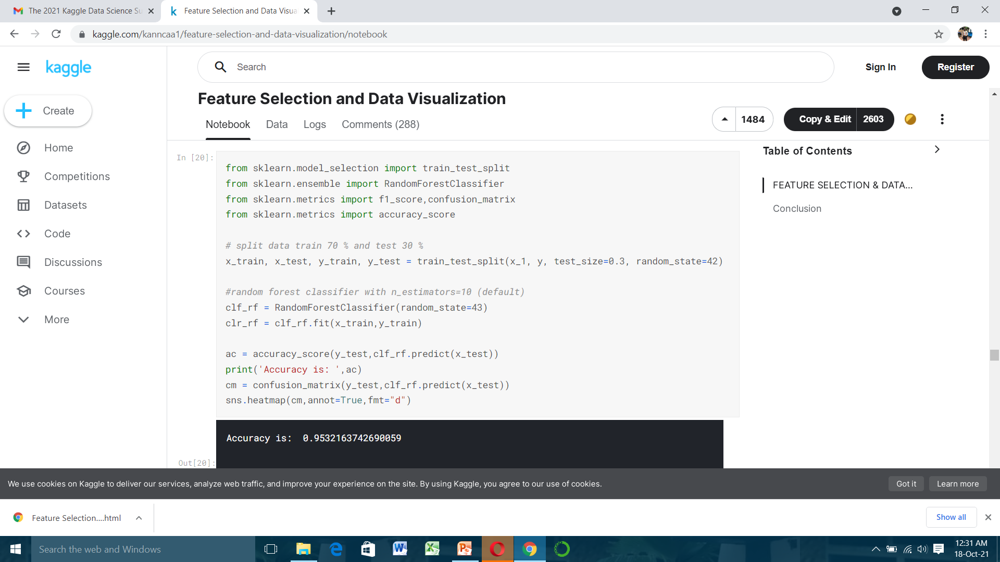 The 2021 Kaggle Data Science Su
Feature Selection and Data Visua
kaggle.com/kanncaa1/feature-selection-and-data-visualization/notebook
kaggle
Search
Sign In
Register
Create
Home
Competitions
Datasets
Code
Discussions
Courses
More
Feature Selection and Data Visualization
Notebook
Data
Logs
Comments (288)
1484
Copy & Edit
2603
In [20]:
from sklearn.model_selection import train_test_split
from sklearn.ensemble import RandomForestClassifier
from sklearn.metrics import f1_score,confusion_matrix
from sklearn.metrics import accuracy_score
# split data train 70 % and test 30 %
x_train, x_test, y_train, y_test = train_test_split(x_1, y, test_size=0.3, random_state=42)
#random forest classifier with n_estimators=10 (default)
clf_rf = RandomForestClassifier(random_state=43)
clr_rf = clf_rf.fit(x_train,y_train)
ac = accuracy_score(y_test,clf_rf.predict(x_test))
print('Accuracy is: ',ac)
cm = confusion_matrix(y_test,clf_rf.predict(x_test))
sns.heatmap(cm,annot=True,fmt="d")
Accuracy is:  0.9532163742690059
Out[20]:
Table of Contents
FEATURE SELECTION & DATA...
Conclusion
We use cookies on Kaggle to deliver our services, analyze web traffic, and improve your experience on the site. By using Kaggle, you agree to our use of cookies.
Got it
Learn more
Feature Selection....html
Show all
Search the web and Windows
12:31 AM
18-Oct-21